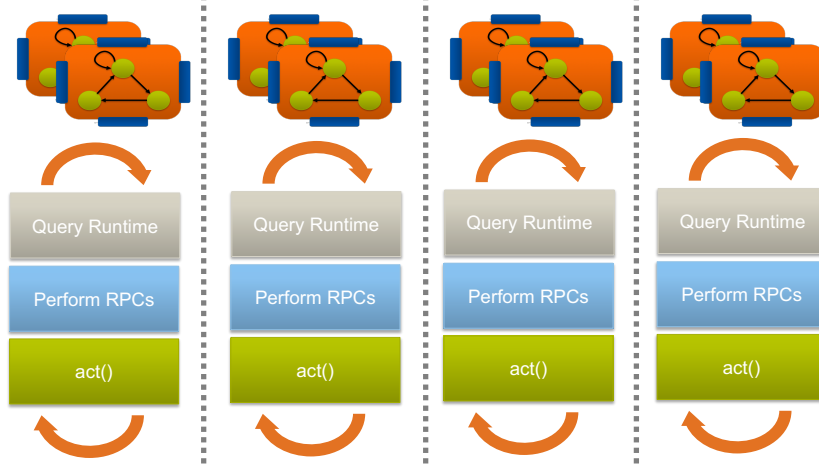 Query Runtime
Perform RPCs
act()
Query Runtime
Perform RPCs
act()
Query Runtime
Perform RPCs
act()
Query Runtime
Perform RPCs
act()